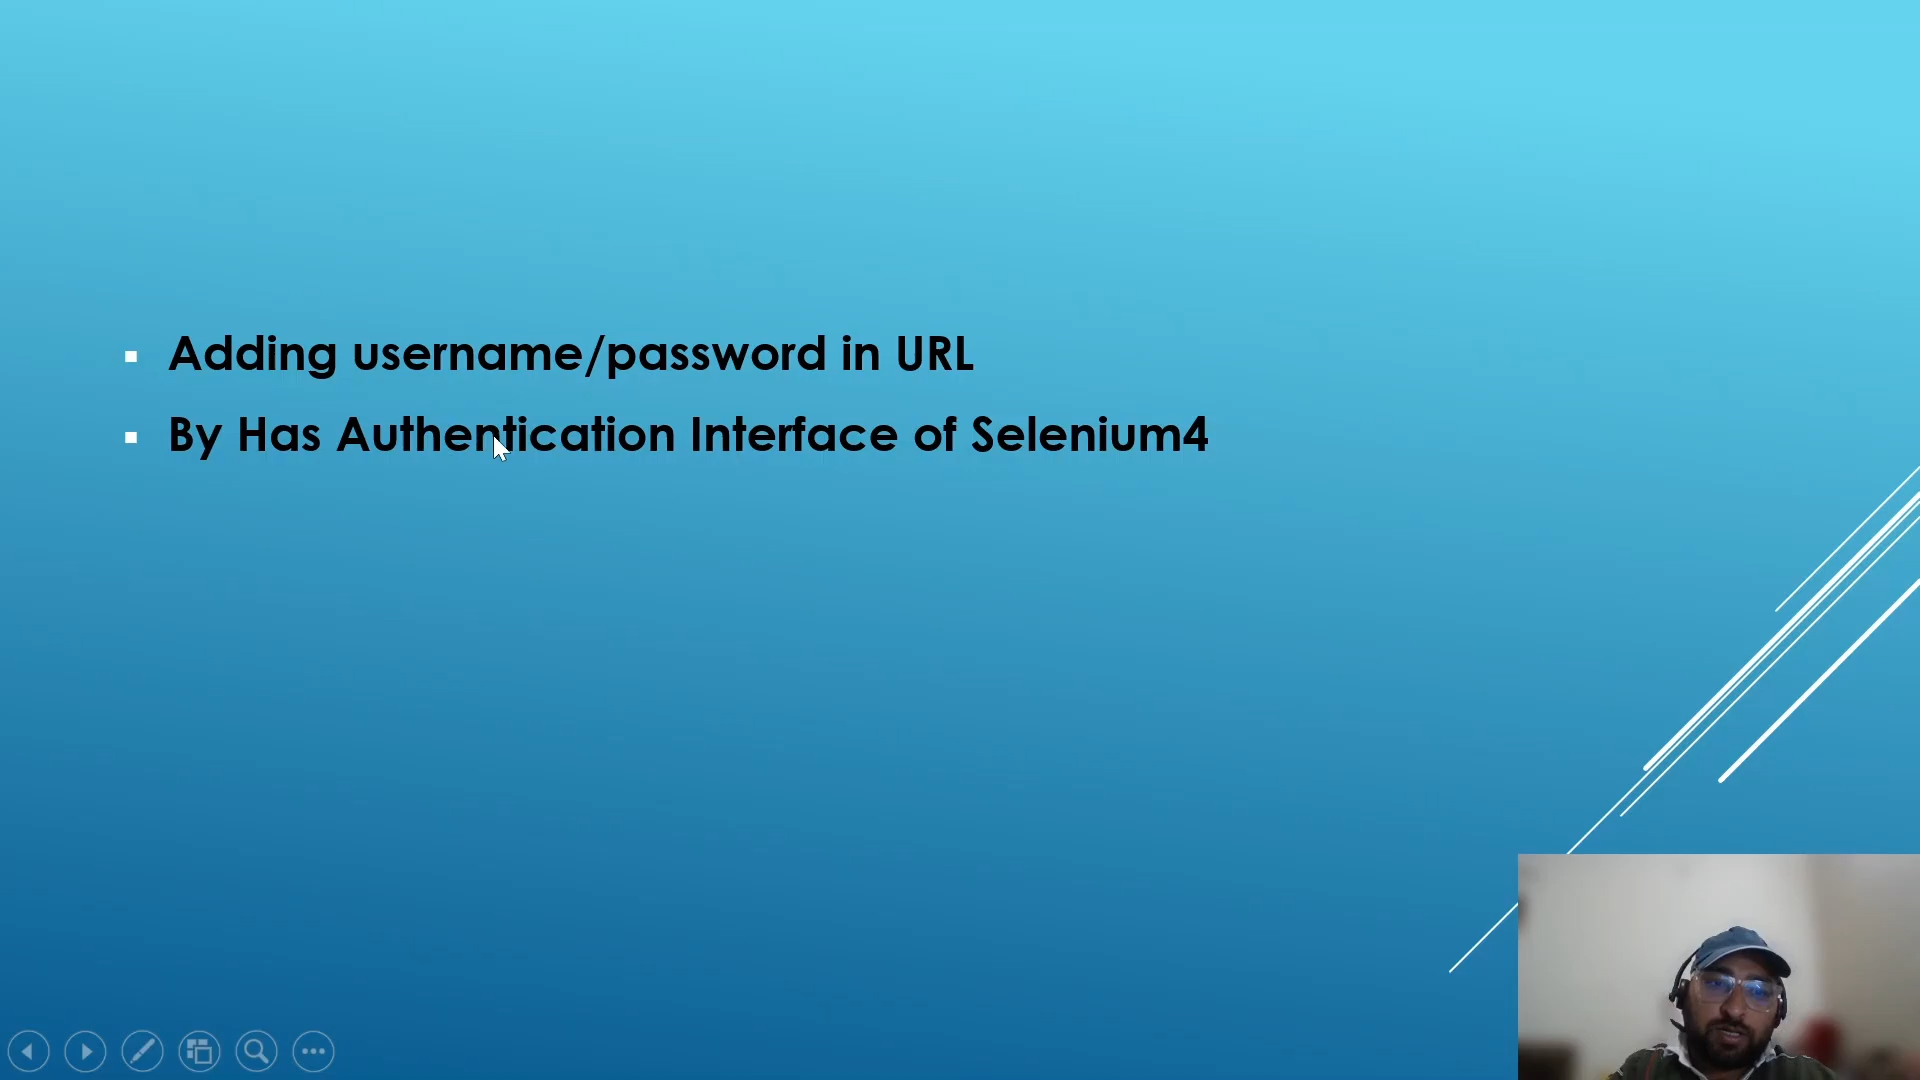 Adding username/password in URL
By Has Authentication Interface of Selenium4